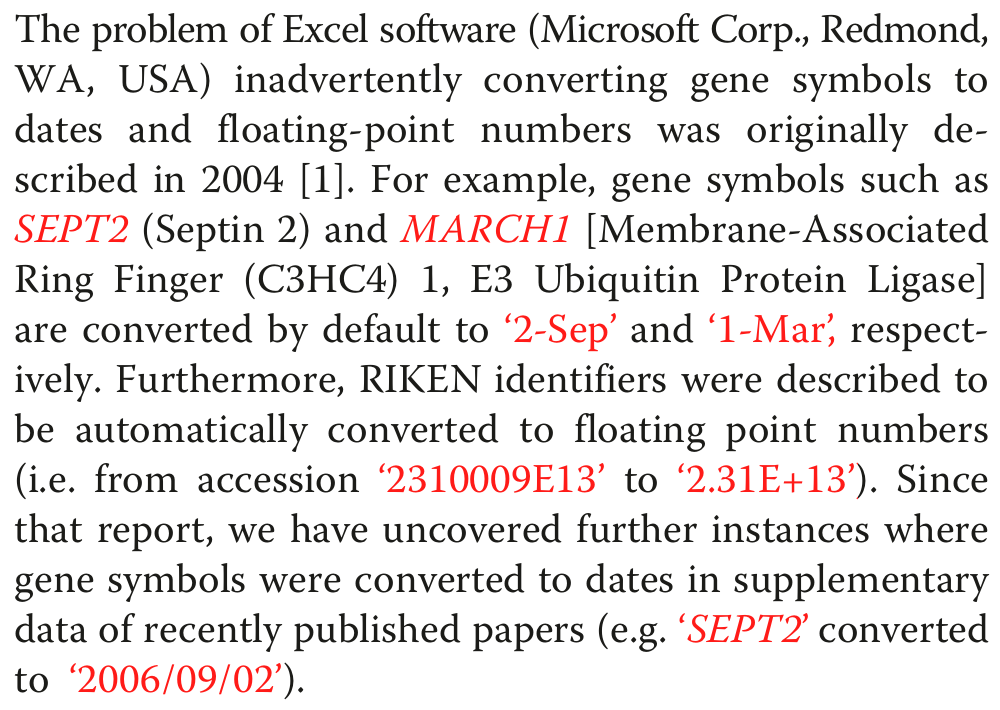 The problem of Excel software (Microsoft Corp., Redmond,
WA, USA) inadvertently converting gene symbols to
dates and floating-point numbers was originally de-
scribed in 2004 [1]. For example, gene symbols such as
SEPT2 (Septin 2) and MARCH1 [Membrane-Associated
Ring Finger (C3HC4) 1, E3 Ubiquitin Protein Ligase]
are converted by default to ‘2-Sep’ and ‘1-Mar’, respect-
ively. Furthermore, RIKEN identifiers were described to
be automatically converted to floating point numbers
(i.e. from accession ‘2310009E13’ to ‘2.31E+13’). Since
that report, we have uncovered further instances where
gene symbols were converted to dates in supplementary
data of recently published papers (e.g. ‘SEPT2’ converted
to ‘2006/09/02’).